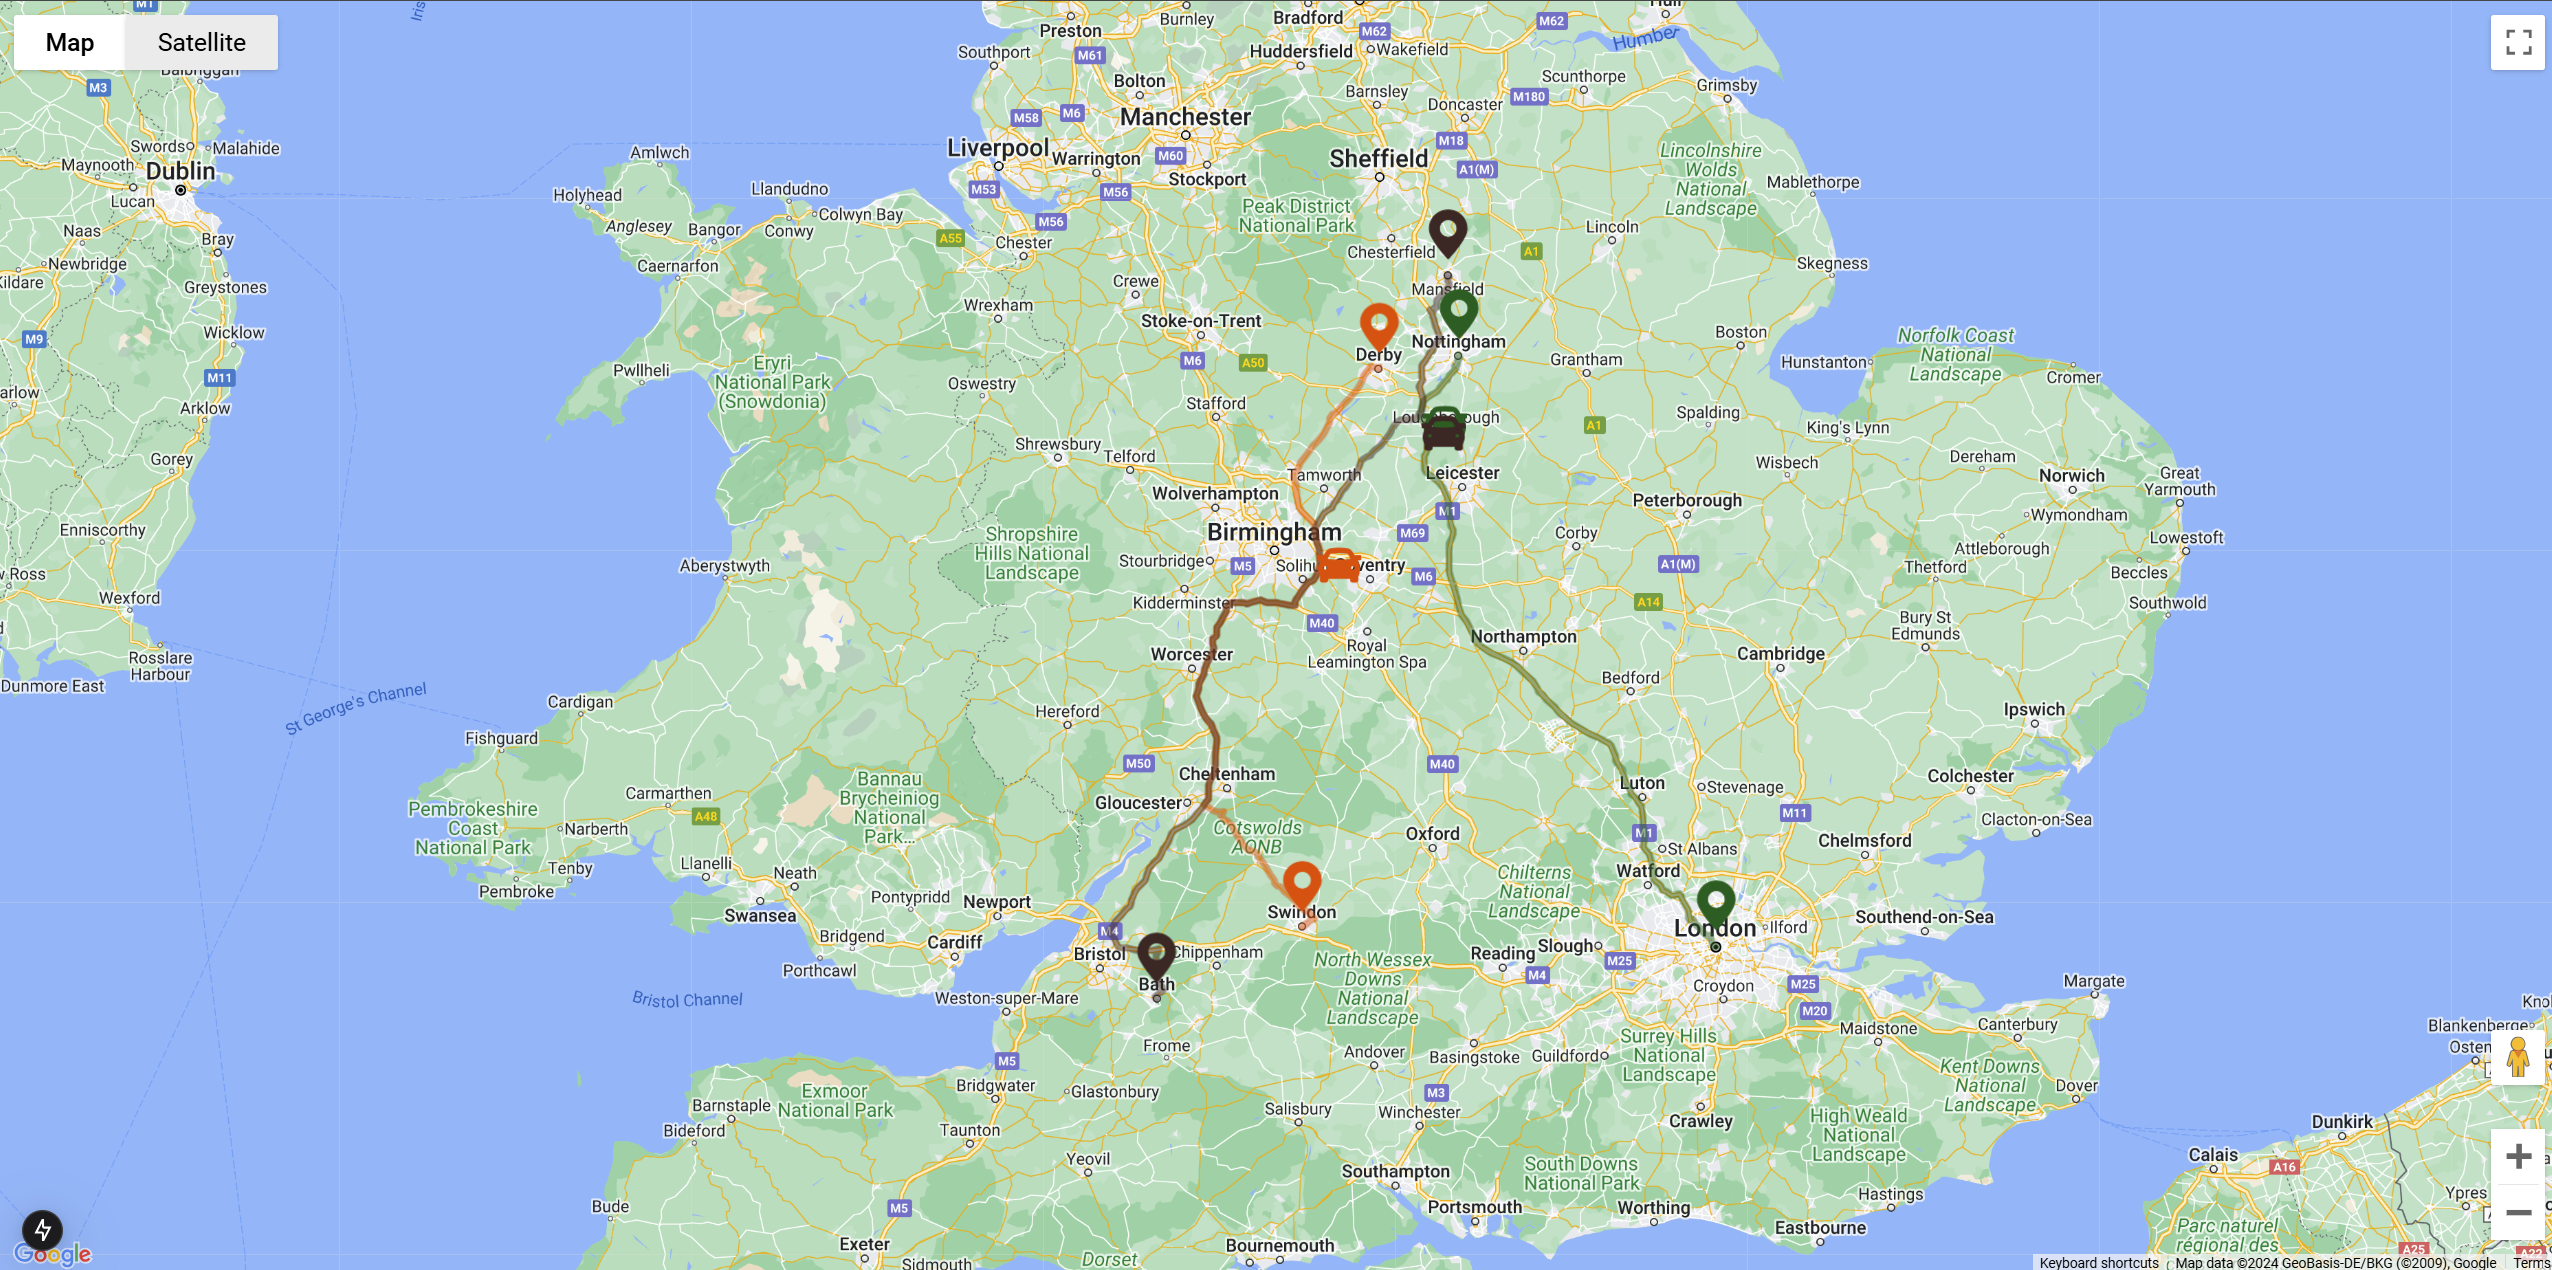 Map
Satellite
M1
Iris
Preston
Burnley
Bradford
M62
M62
Hull
Humber
Southport
M61
Huddersfield
Wakefield
Bolton
Barnsley
Scunthorpe
Grimsby
Balbriggan
M3
Doncaster
M180
M58
M6
Manchester
M18
Swords
Malahide
Maynooth
Dublin
Amlwch
Liverpool
Warrington
M60
Sheffield
A1(M)
Lincolnshire
Wolds
National
Landscape
Mablethorpe
Lucan
Holyhead
Llandudno
M53
M56
Stockport
Anglesey
Bangor
Conwy
Colwyn Bay
M56
Peak District
National Park
Naas
Bray
A55
Chester
Chesterfield
A1
Lincoln
Newbridge
Kildare
Caernarfon
Skegness
Greystones
Crewe
Mansfield
Wrexham
Wicklow
M9
Stoke-on-Trent
Derby
Nottingham
Boston
Norfolk Coast
National
Landscape
M6
A50
Grantham
Hunstanton
Cromer
M11
Pwllheli
Eryri
National Park
(Snowdonia)
Oswestry
arlow
Arklow
Stafford
Loughborough
A1
Spalding
King's Lynn
Shrewsbury
Telford
Gorey
Tamworth
Leicester
Wisbech
Dereham
Norwich
Great
Yarmouth
Wolverhampton
Peterborough
M1
Wymondham
Enniscorthy
Birmingham
M69
Corby
Attleborough
Lowestoft
Shropshire
Hills National
Landscape
Stourbridge
M5
Solihu
ventry
M6
A1(M)
Thetford
Beccles
Aberystwyth
w Ross
Wexford
Kidderminster
A14
Southwold
M40
Royal
Leamington Spa
Northampton
Bury St
Edmunds
Rosslare
Harbour
Dunmore East
Worcester
Cambridge
Bedford
St George's Channel
Cardigan
Hereford
Ipswich
Fishguard
M50
M40
Cheltenham
Luton
Stevenage
Colchester
Bannau
Brycheiniog
National
Park...
Carmarthen
Gloucester
M11
Pembrokeshire
Coast
National Park
A48
Narberth
Cotswolds
AONB
Oxford
M1
St Albans
Chelmsford
Clacton-on-Sea
Llanelli
Neath
Tenby
Pembroke
Pontypridd
Newport
Chilterns
National
Landscape
Watford
Swansea
Swindon
London
Ilford
Southend-on-Sea
M4
Bridgend
Cardiff
Bristol
Chippenham
Reading
Slough
M25
M4
Porthcawl
Bath
North Wessex
Downs
National
Landscape
Croydon
M25
Margate
Bristol Channel
Weston-super-Mare
M20
Maidstone
Canterbury
Kno
Blankenberge
Osten
Frome
Andover
Basingstoke
Guildford
Surrey Hills
National
Landscape
Kent Downs
National
Landscape
M5
Bridgwater
Glastonbury
M3
Dover
Exmoor
National Park
Barnstaple
Salisbury
Winchester
Crawley
High Weald
National
Landscape
Bideford
Taunton
Dunkirk
Yeovil
Southampton
South Downs
National Park
Calais
A16
Hastings
Ypres
Bude
M5
Portsmouth
Worthing
Eastbourne
Parc naturel
régional des
Exeter
Bournemouth
Dorset
Sidmouth
A25
Google
Keyboard shortcuts
Map data ©2024 GeoBasis-DE/BKG (©2009), Google
Terms